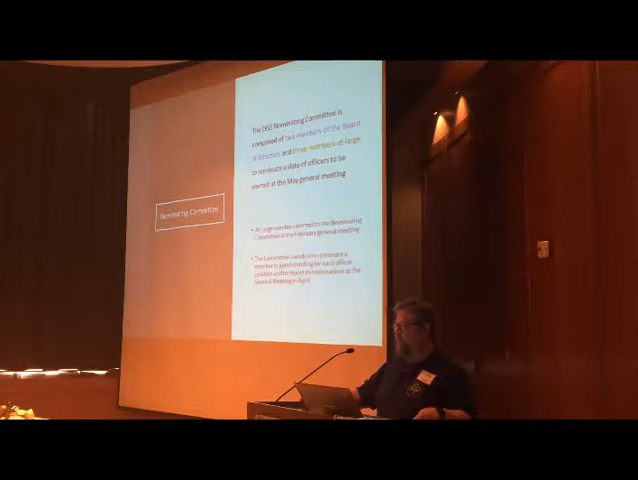 Nominating Committee
The DGS Nominating Committee is
composed of two members of the Board
of Directors and three members-at-large
to nominate a slate of officers to be
elected at the May general meeting
• At large members elected to the Nominating
Committee at the February general meeting
• The Committee's work is to nominate a
member in good standing for each officer
position and to report its nominations at the
General Meeting in April